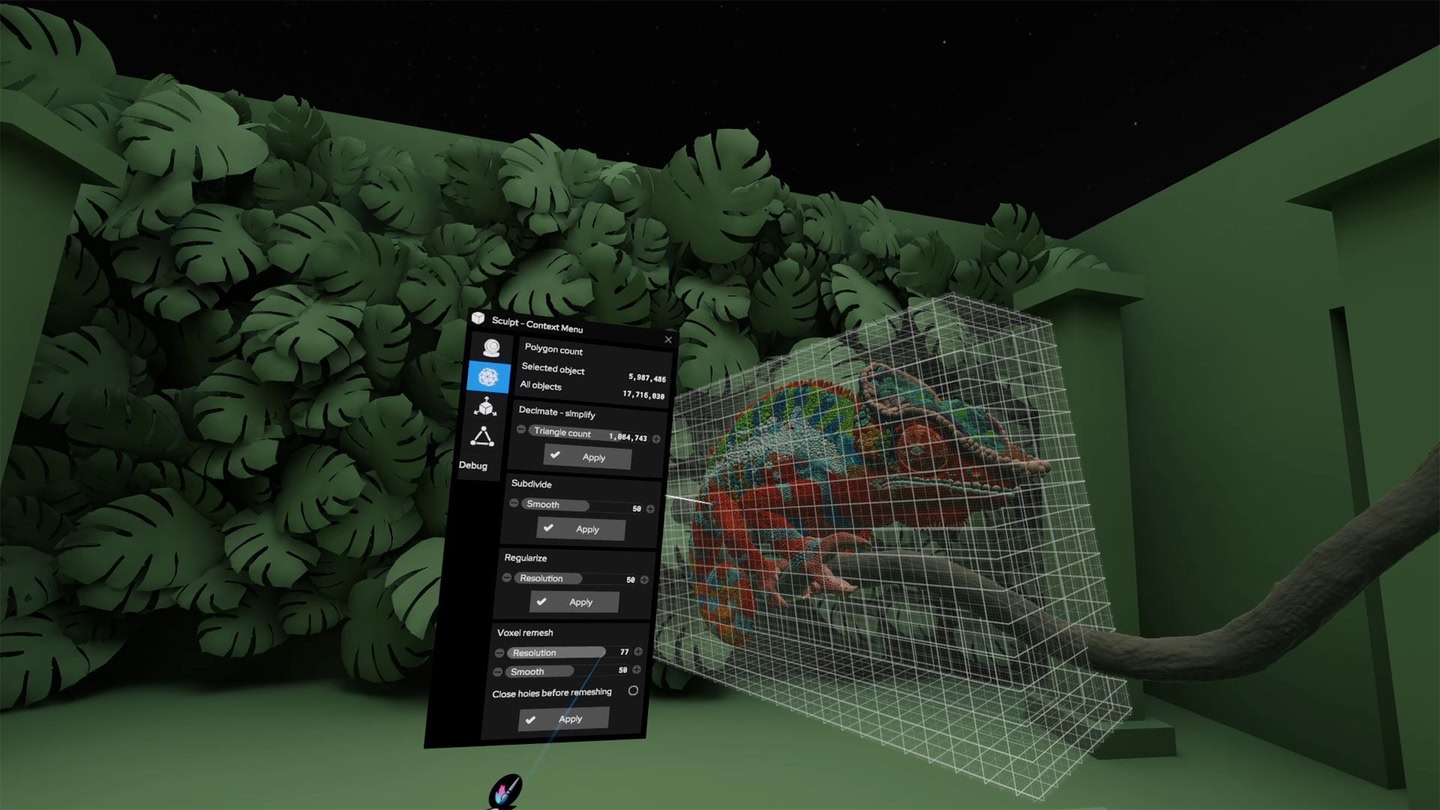 Sculpt - Context Menu
Polygon count
Selected object 5,987,486
All objects 17,716,030
Decimate - simplify
Triangle count 1,064,743
Apply
Debug
Subdivide
Smooth 50
Apply
Regularize
Resolution 50
Apply
Voxel remesh
Resolution 77
Smooth 50
Close holes before remeshing
Apply